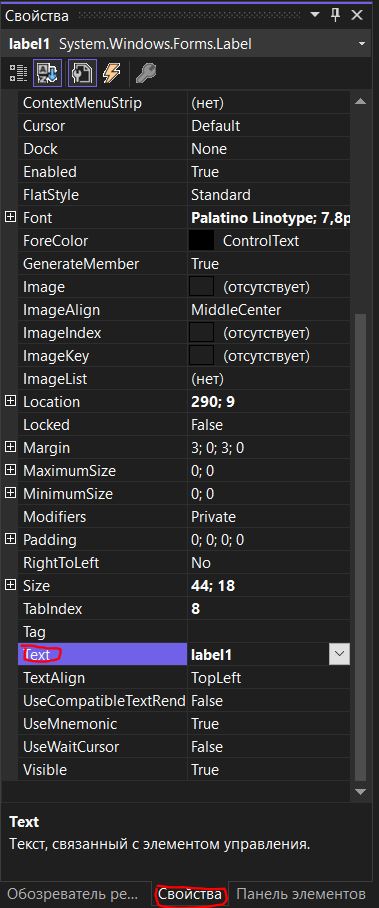 Свойства
label1 System.Windows.Forms.Label
ContextMenuStrip (нет)
Cursor Default
Dock None
Enabled True
FlatStyle Standard
Font Palatino Linotype; 7,8p
ForeColor ControlText
GenerateMember True
Image (отсутствует)
ImageAlign MiddleCenter
ImageIndex (отсутствует)
ImageKey (отсутствует)
ImageList (нет)
Location 290; 9
Locked False
Margin 3; 0; 3; 0
MaximumSize 0; 0
MinimumSize 0; 0
Modifiers Private
Padding 0; 0; 0; 0
RightToLeft No
Size 44; 18
TabIndex 8
Tag
Text label1
TextAlign TopLeft
UseCompatibleTextRend False
UseMnemonic True
UseWaitCursor False
Visible True
Text
Текст, связанный с элементом управления.
Обозреватель ре... Свойства Панель элементов